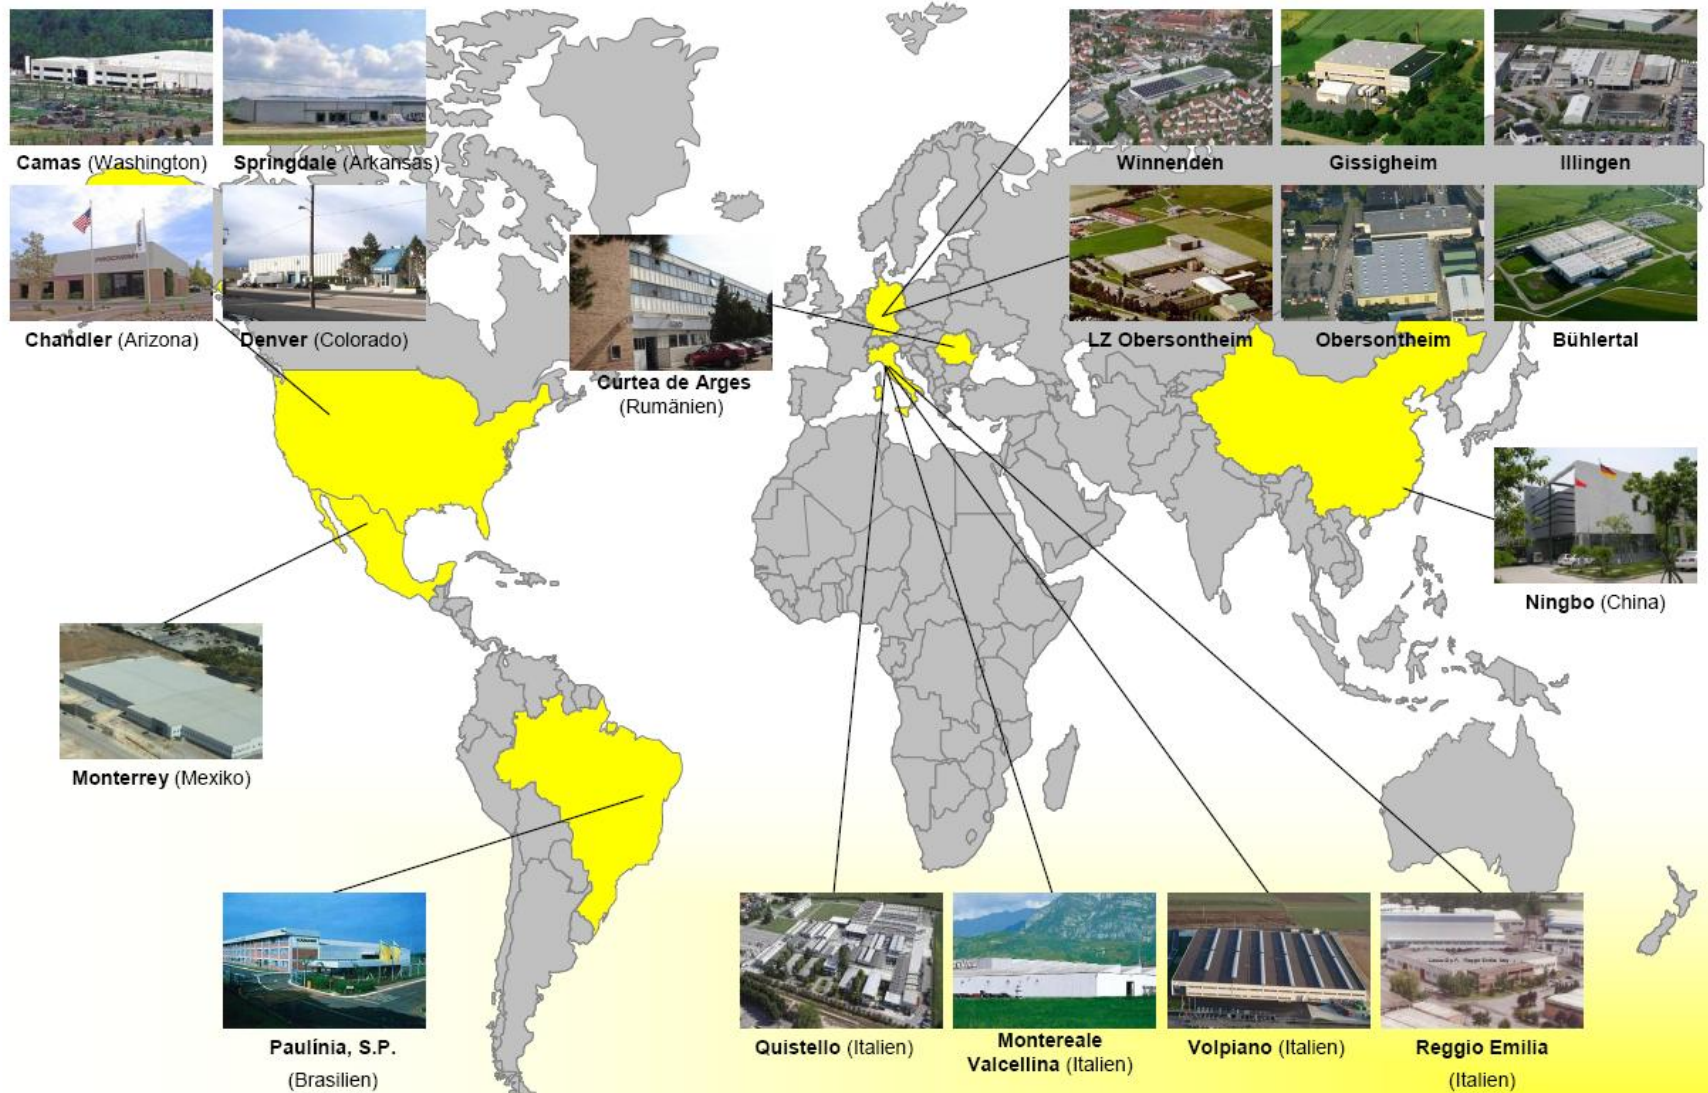 Camas (Washington)
Springdale (Arkansas)
Winnenden
Gissigheim
Illingen
Chandler (Arizona)
Denver (Colorado)
Curtea de Arges
(Rumänien)
LZ Obersontheim
Obersontheim
Bühlertal
Ningbo (China)
Monterrey (Mexiko)
Paulínia, S.P.
(Brasilien)
Quistello (Italien)
Montereale
Valcellina (Italien)
Volpiano (Italien)
Reggio Emilia
(Italien)